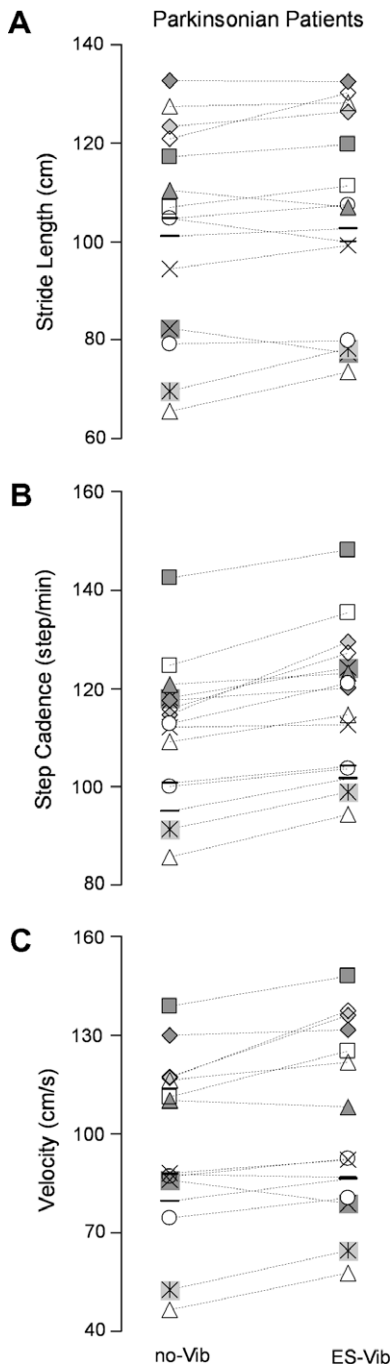 Parkinsonian Patients
A
Stride Length (cm)
140
120
100
80
60
B
Step Cadence (step/min)
160
140
120
100
80
C
Velocity (cm/s)
160
130
100
70
40
no-Vib ES-Vib